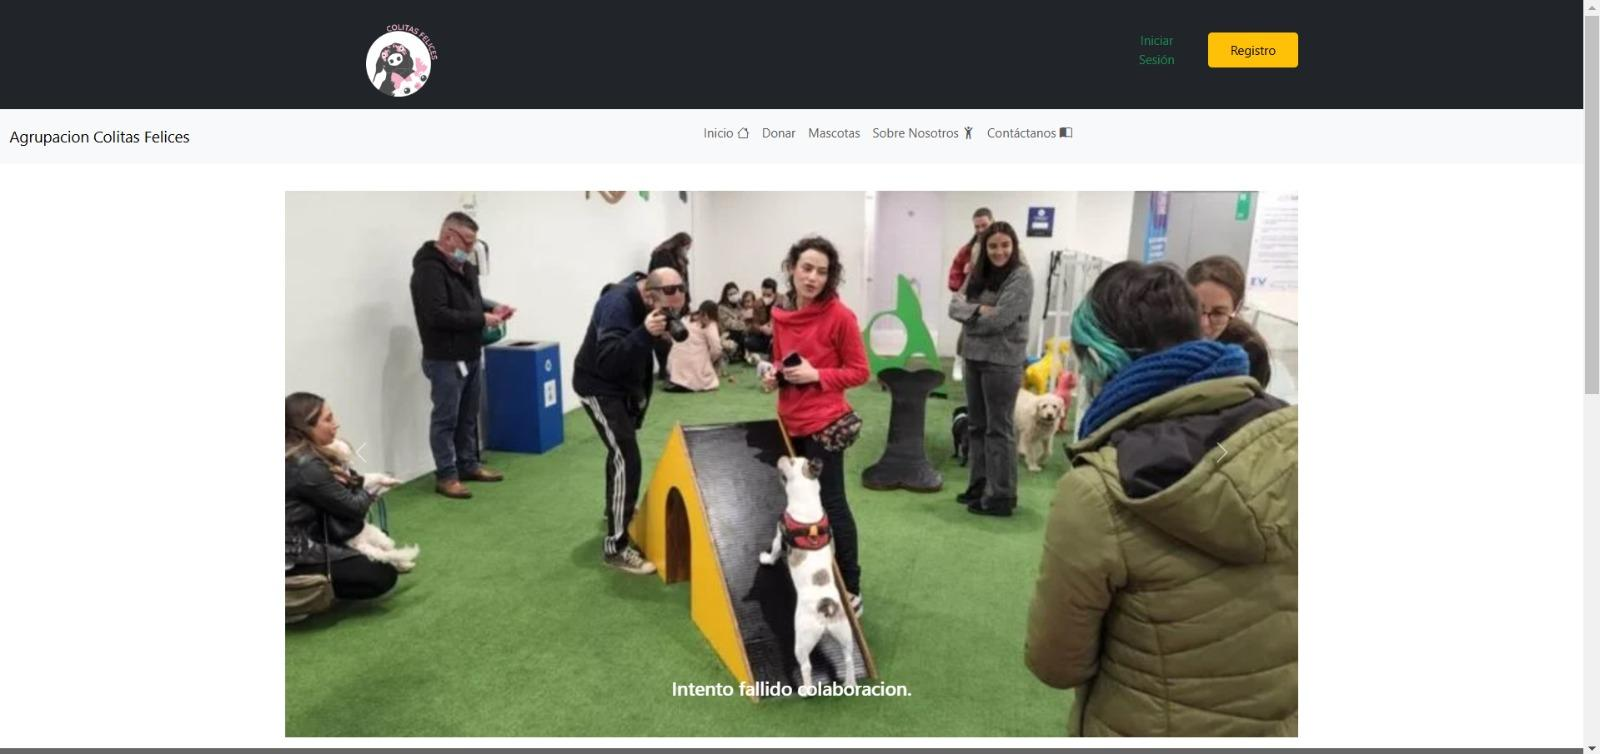 COLITAS FELICES
Iniciar
Sesión
Registro
Agrupacion Colitas Felices
Inicio
Donar
Mascotas
Sobre Nosotros
Contáctanos
Intento fallido colaboracion.